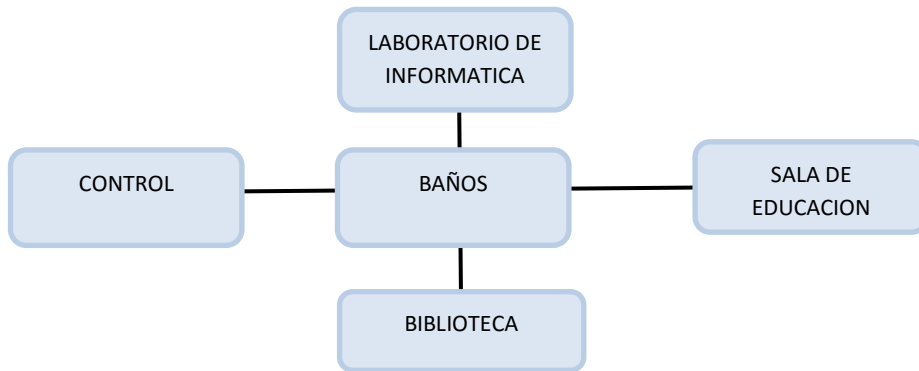 LABORATORIO DE
INFORMATICA
CONTROL
BAÑOS
SALA DE
EDUCACION
BIBLIOTECA